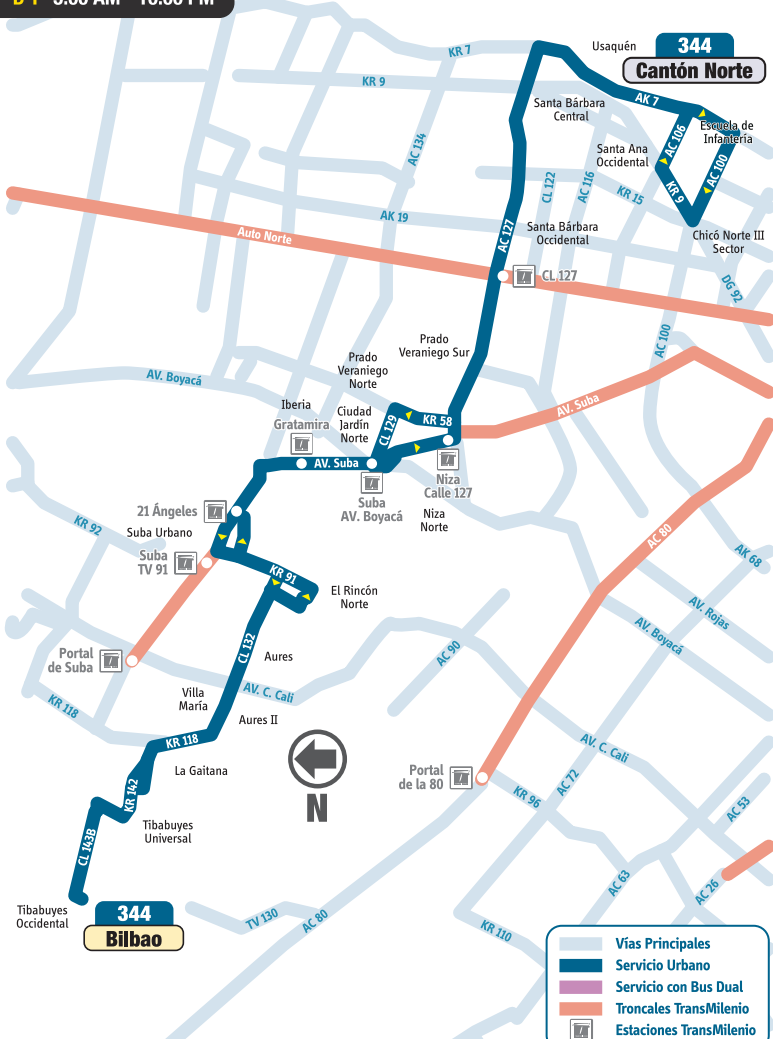 KR 7
Usaquén
344
Cantón Norte
KR 9
AK 7
Santa Bárbara
Central
Escuela de
Infantería
AC 106
AC 134
Santa Ana
Occidental
AC 100
CL 122
AC 116
KR 15
KR 9
AK 19
Auto Norte
AC 127
Santa Bárbara
Occidental
Chicó Norte III
Sector
CL 127
DG 92
AC 100
Prado
Veraniego Sur
Prado
Veraniego
Norte
AV. Boyacá
Iberia
Gratamira
Ciudad
Jardín
Norte
CL 129
KR 58
AV. Suba
AV. Suba
Niza
Calle 127
Suba
AV. Boyacá
Niza
Norte
21 Ángeles
KR 92
Suba Urbano
Suba
TV 91
KR 91
El Rincón
Norte
AC 80
AK 68
AV. Rojas
AV. Boyacá
CL 132
Aures
AC 90
Portal
de Suba
AV. C. Cali
Villa
María
Aures II
KR 118
KR 118
La Gaitana
N
AV. C. Cali
Portal
de la 80
AC 72
KR 96
AC 53
KR 142
Tibabuyes
Universal
CL 143B
AC 63
AC 26
Tibabuyes
Occidental
344
Bilbao
TV 130
AC 80
KR 110
Vías Principales
Servicio Urbano
Servicio con Bus Dual
Troncales TransMilenio
Estaciones TransMilenio